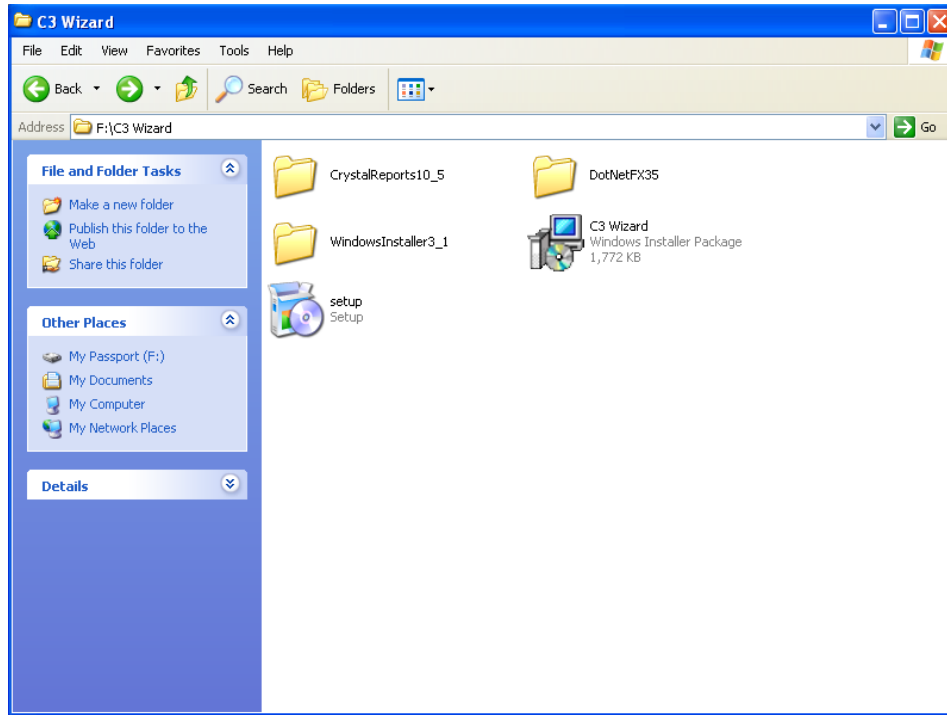 C3 Wizard
File Edit View Favorites Tools Help
Back Search Folders
Address F:\C3 Wizard Go
File and Folder Tasks
Make a new folder
Publish this folder to the
Web
Share this folder
Other Places
My Passport (F:)
My Documents
My Computer
My Network Places
Details
CrystalReports10_5
DotNetFX35
WindowsInstaller3_1
C3 Wizard
Windows Installer Package
1,772 KB
setup
Setup